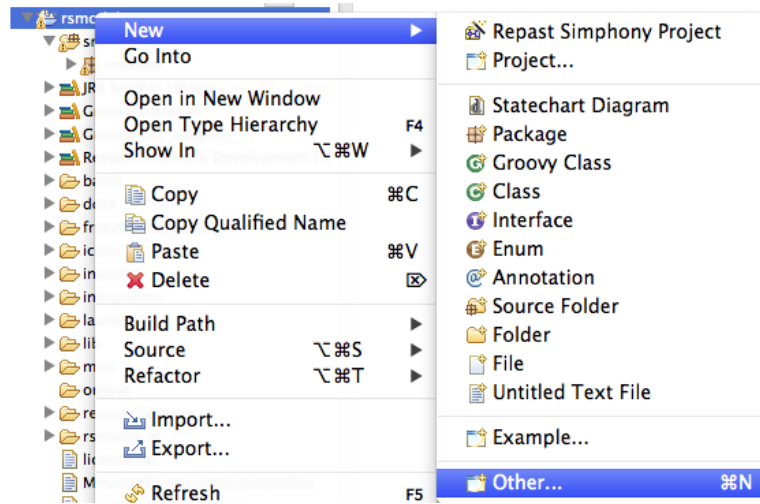 New
Go Into
Open in New Window
Open Type Hierarchy F4
Show In ⌥⌘W
Copy ⌘C
Copy Qualified Name
Paste ⌘V
Delete ⌦
Build Path
Source ⌥⌘S
Refactor ⌥⌘T
Import...
Export...
Refresh F5
Repast Simphony Project
Project...
Statechart Diagram
Package
Groovy Class
Class
Interface
Enum
Annotation
Source Folder
Folder
File
Untitled Text File
Example...
Other... ⌘N